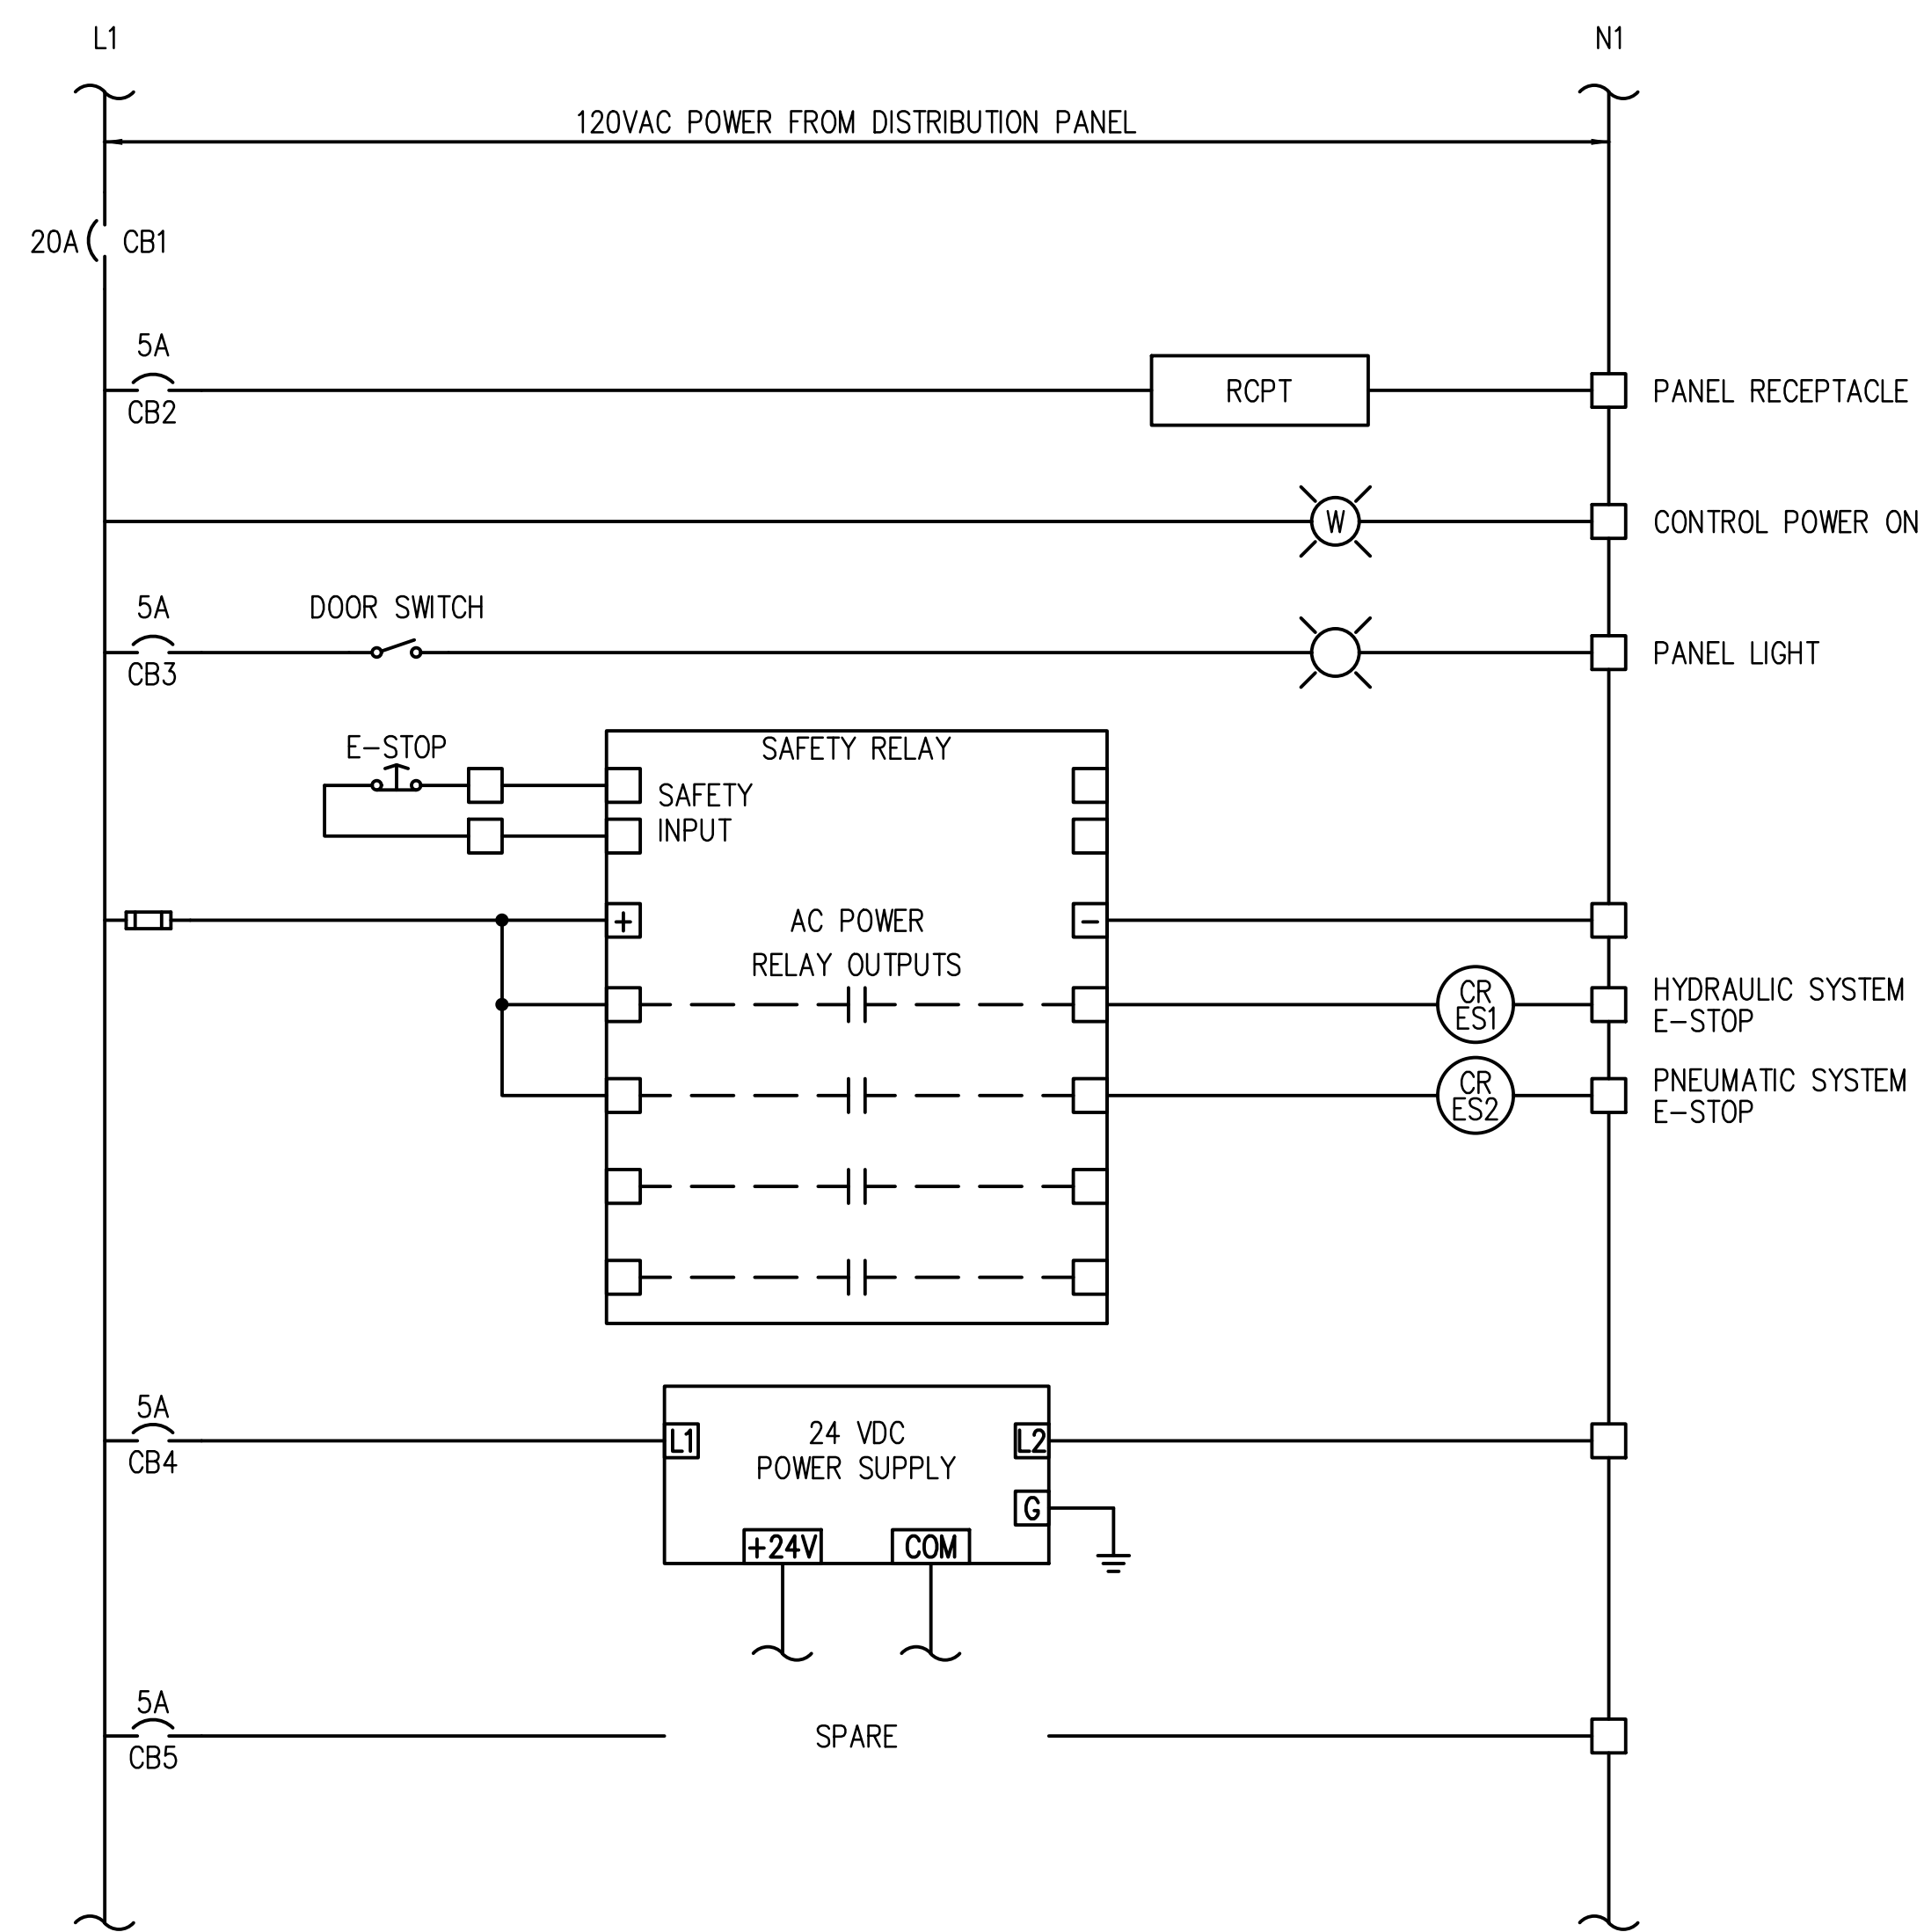 L1
N1
120VAC POWER FROM DISTRIBUTION PANEL
20A
CB1
5A
CB2
RCPT
PANEL RECEPTACLE
W
CONTROL POWER ON
5A
CB3
DOOR SWITCH
PANEL LIGHT
E-STOP
SAFETY RELAY
SAFETY
INPUT
+
AC POWER
-
RELAY OUTPUTS
CR
ES1
HYDRAULIC SYSTEM
E-STOP
CR
ES2
PNEUMATIC SYSTEM
E-STOP
5A
CB4
L1
24 VDC
POWER SUPPLY
L2
G
+24V
COM
5A
CB5
SPARE